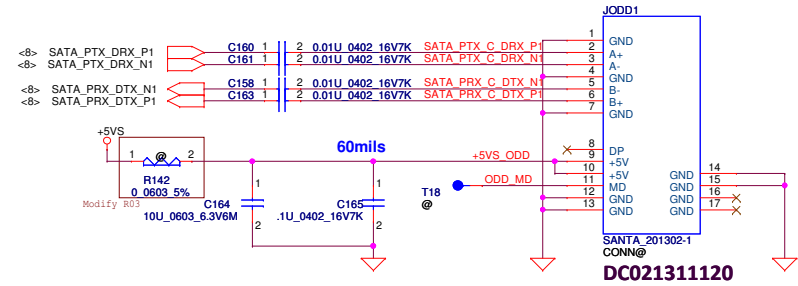 JODD1
1 GND
<8> SATA_PTX_DRX_P1 C160 1 2 0.01U_0402_16V7K SATA_PTX_C_DRX_P1 2 A+
<8> SATA_PTX_DRX_N1 C161 1 2 0.01U_0402_16V7K SATA_PTX_C_DRX_N1 3 A-
4 GND
<8> SATA_PRX_DTX_N1 C158 1 2 0.01U_0402_16V7K SATA_PRX_C_DTX_N1 5 B-
<8> SATA_PRX_DTX_P1 C163 1 2 0.01U_0402_16V7K SATA_PRX_C_DTX_P1 6 B+
7 GND
+5VS
60mils
8 DP
1 @ 2 +5VS_ODD 9 +5V
10 +5V GND 14
R142 ODD_MD 11 MD GND 15
0_0603_5% 1 1 T18 12 GND GND 16
Modify R03 C164 C165 @ 13 GND GND 17
10U_0603_6.3V6M .1U_0402_16V7K
2 2
SANTA_201302-1
CONN@
DC021311120